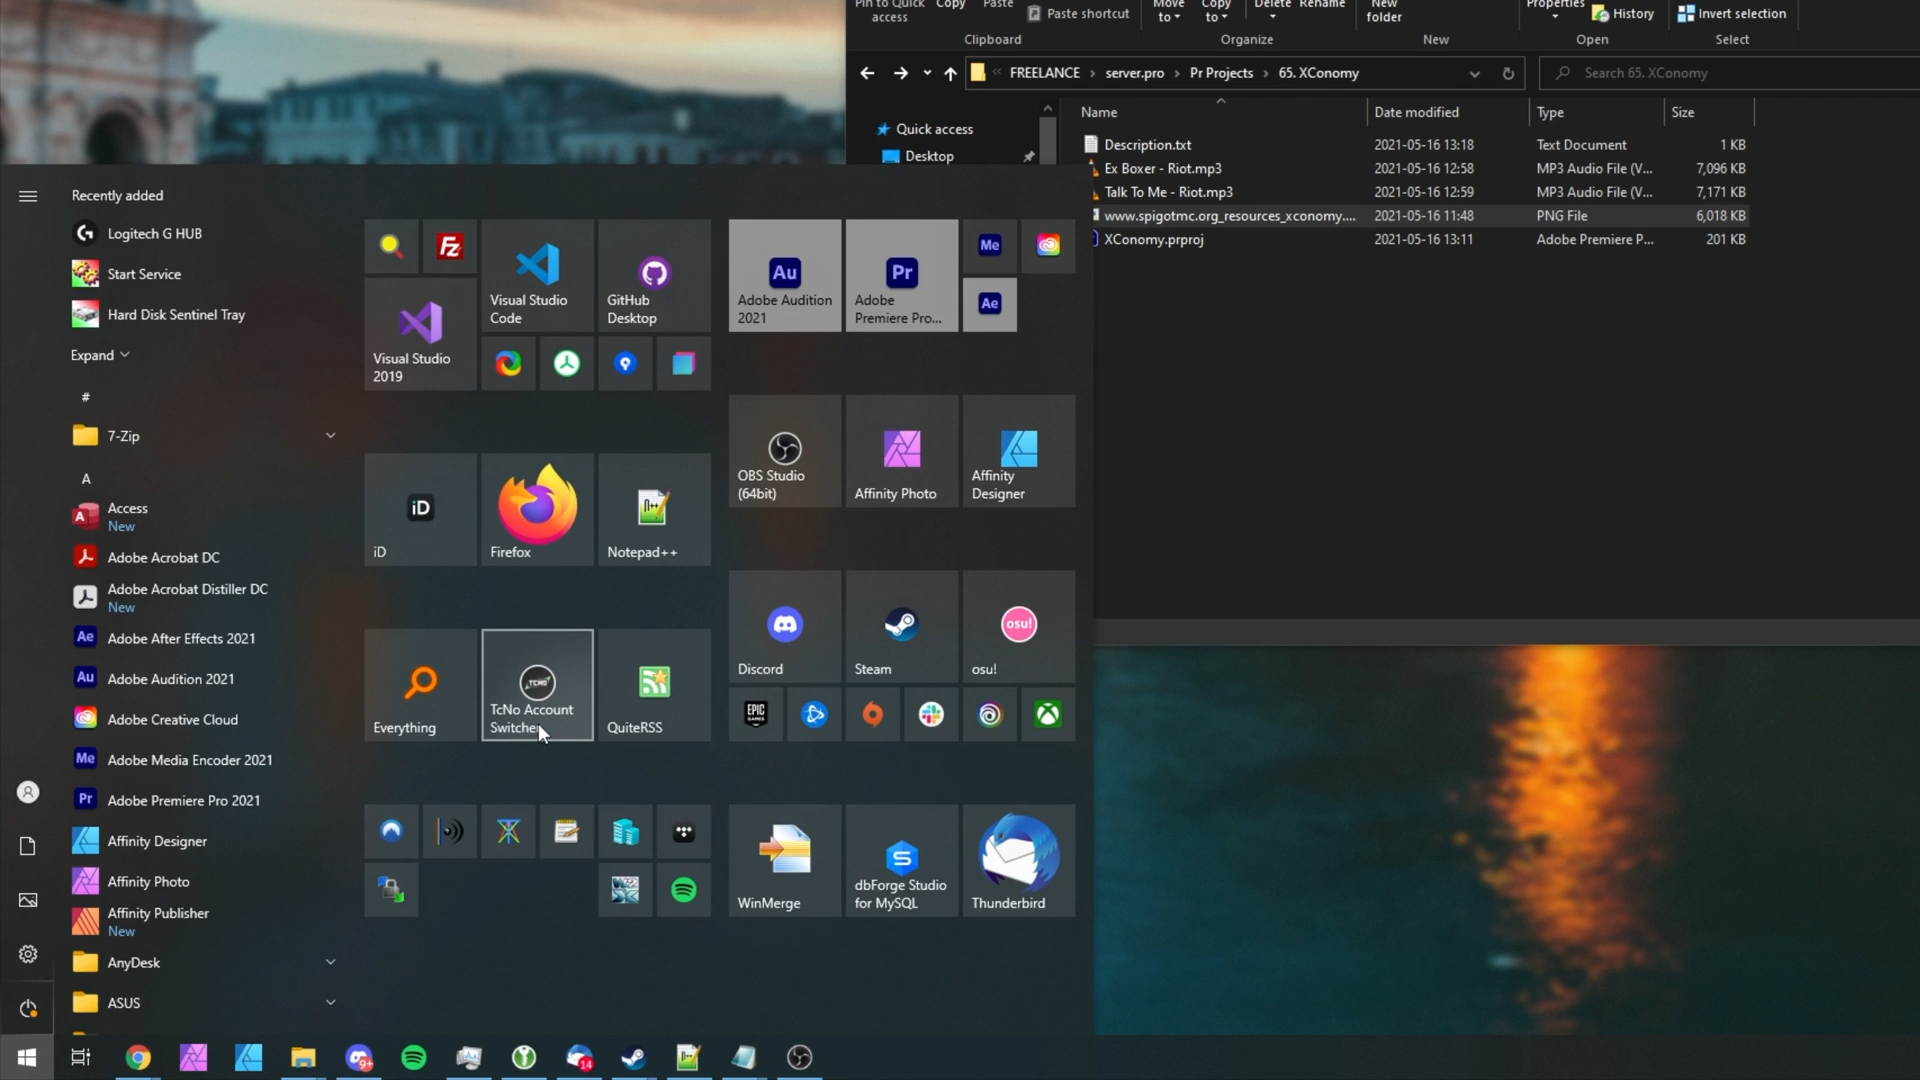 Pin to Quick access
Copy
Paste
Paste shortcut
Clipboard
Move to
Copy to
Delete
Rename
Organize
New folder
New
Properties
History
Open
Invert selection
Select
FREELANCE > server.pro > Pr Projects > 65. XConomy
Search 65. XConomy
Quick access
Desktop
Name Date modified Type Size
Description.txt 2021-05-16 13:18 Text Document 1 KB
Ex Boxer - Riot.mp3 2021-05-16 12:58 MP3 Audio File (V... 7,096 KB
Talk To Me - Riot.mp3 2021-05-16 12:59 MP3 Audio File (V... 7,171 KB
www.spigotmc.org_resources_xconomy.... 2021-05-16 11:48 PNG File 6,018 KB
XConomy.prproj 2021-05-16 13:11 Adobe Premiere P... 201 KB
Recently added
Logitech G HUB
Start Service
Hard Disk Sentinel Tray
Expand
#
7-Zip
A
Access
New
Adobe Acrobat DC
Adobe Acrobat Distiller DC
New
Adobe After Effects 2021
Adobe Audition 2021
Adobe Creative Cloud
Adobe Media Encoder 2021
Adobe Premiere Pro 2021
Affinity Designer
Affinity Photo
Affinity Publisher
New
AnyDesk
ASUS
Visual Studio Code
GitHub Desktop
Visual Studio 2019
Au
Adobe Audition 2021
Pr
Adobe Premiere Pro...
Me
Ae
OBS Studio (64bit)
Affinity Photo
Affinity Designer
iD
iD
Firefox
Notepad++
Everything
TcNo Account Switcher
QuiteRSS
Discord
Steam
osu!
osu!
EPIC GAMES
WinMerge
dbForge Studio for MySQL
Thunderbird
9+
14